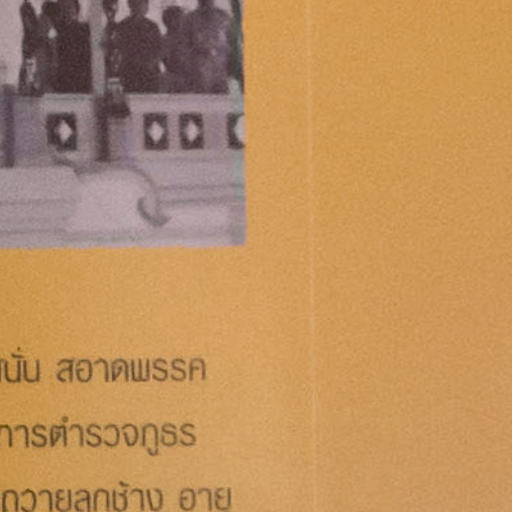 สนั่น สอาดพรรค
การตำรวจภูธร
ถวายลูกช้าง อาย